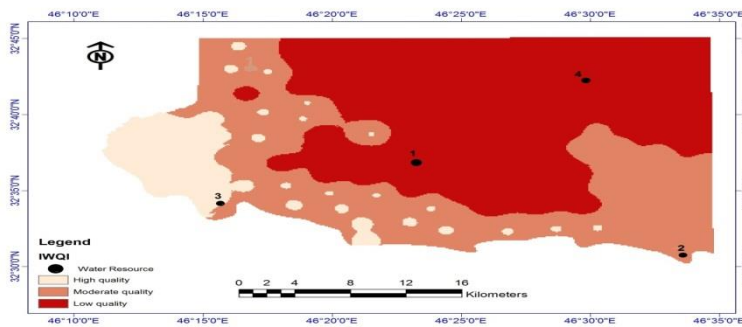 46°10'0"E 46°15'0"E 46°20'0"E 46°25'0"E 46°30'0"E 46°35'0"E
32°45'0"N
32°40'0"N
32°35'0"N
32°30'0"N
N
1
4
1
3
2
Legend
IWQI
Water Resource
High quality
Moderate quality
Low quality
0 2 4 8 12 16
Kilometers
46°10'0"E 46°15'0"E 46°20'0"E 46°25'0"E 46°30'0"E 46°35'0"E